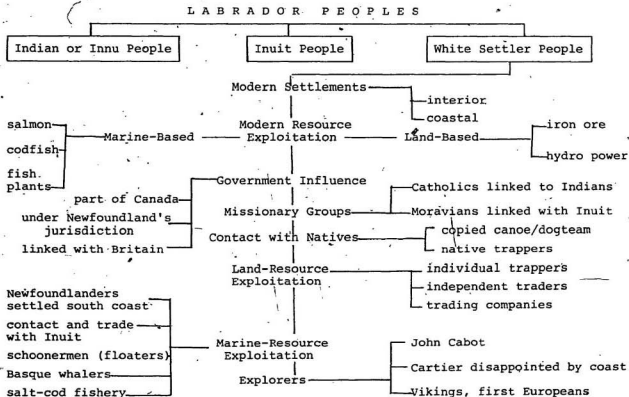 LABRADOR PEOPLES
Indian or Innu People
Inuit People
White Settler People
Modern Settlements
interior
coastal
salmon
codfish
fish
plants
Marine-Based
Modern Resource
Exploitation
Land-Based
iron ore
hydro power
Government Influence
part of Canada
under Newfoundland's
jurisdiction
linked with Britain
Missionary Groups
Catholics linked to Indians
Moravians linked with Inuit
Contact with Natives
copied canoe/dogteam
native trappers
Land-Resource
Exploitation
individual trappers
independent traders
trading companies
Newfoundlanders
settled south coast
contact and trade
with Inuit
schoonermen (floaters)
Basque whalers
salt-cod fishery
Marine-Resource
Exploitation
Explorers
John Cabot
Cartier disappointed by coast
Vikings, first Europeans